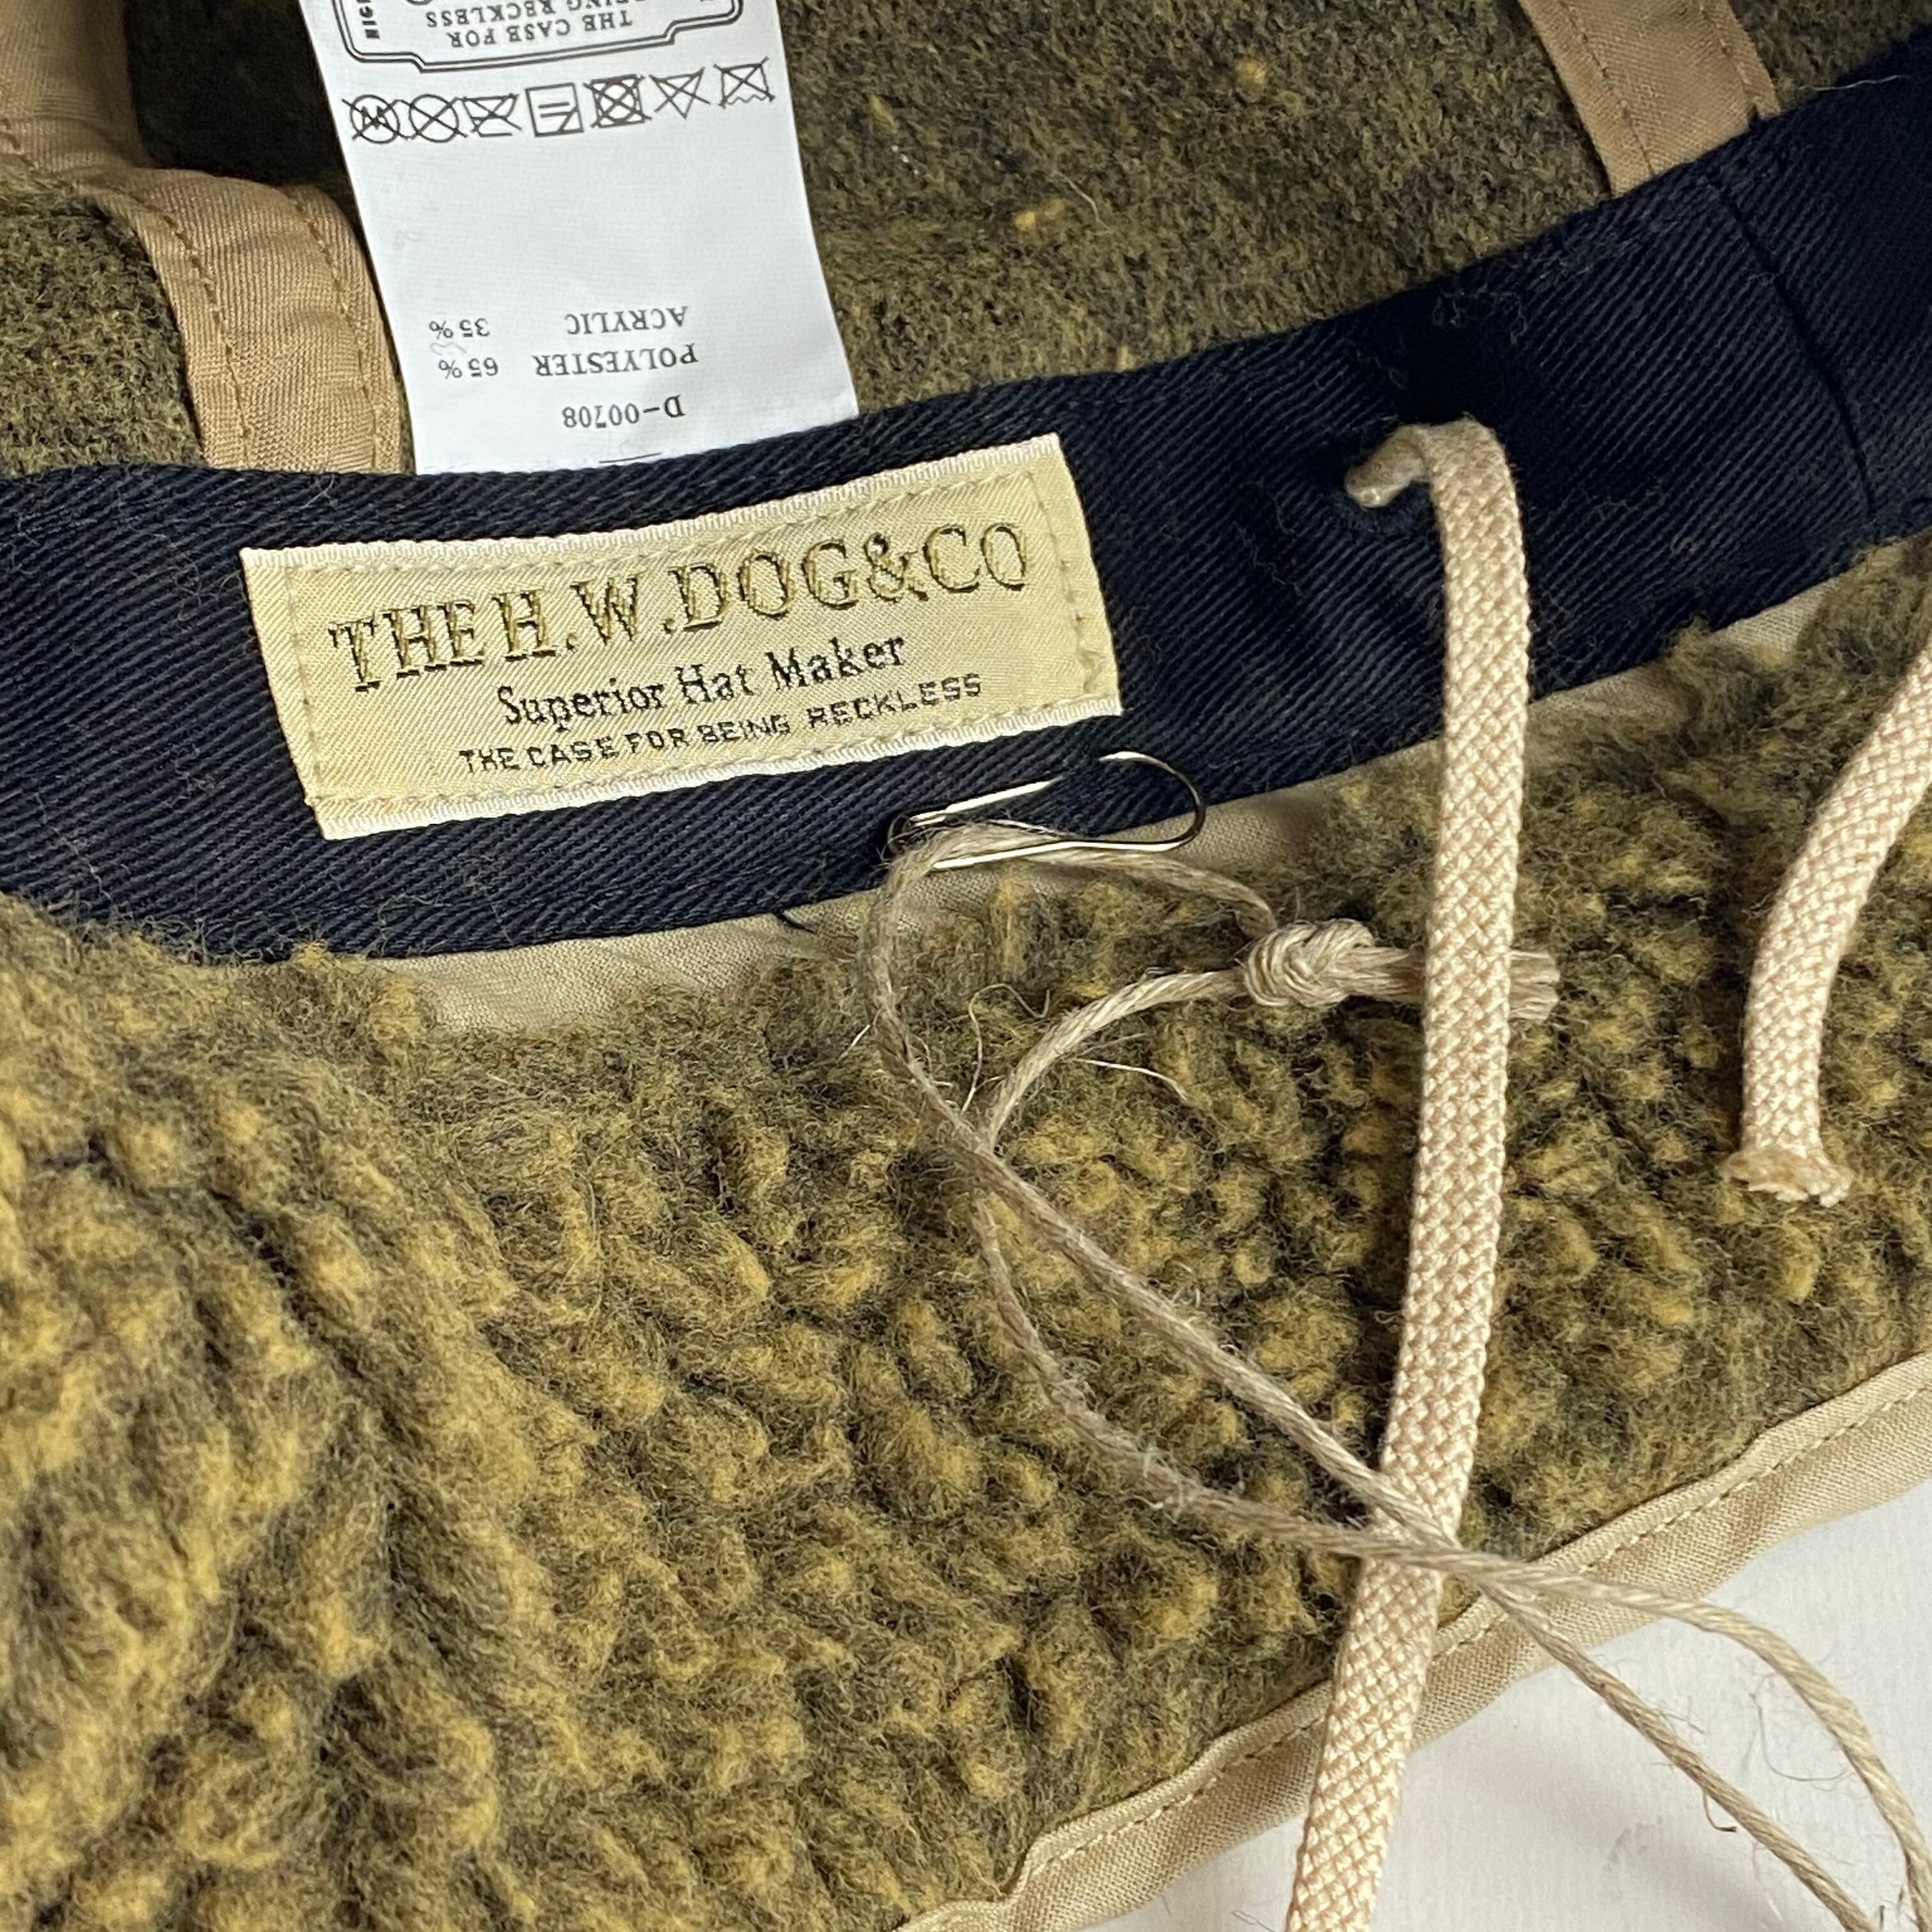 THE H.W.DOG&CO
Superior Hat Maker
THE CASE FOR BEING RECKLESS
D-00708
POLYESTER 65%
ACRYLIC 35%
THE CASE FOR
BEING RECKLESS